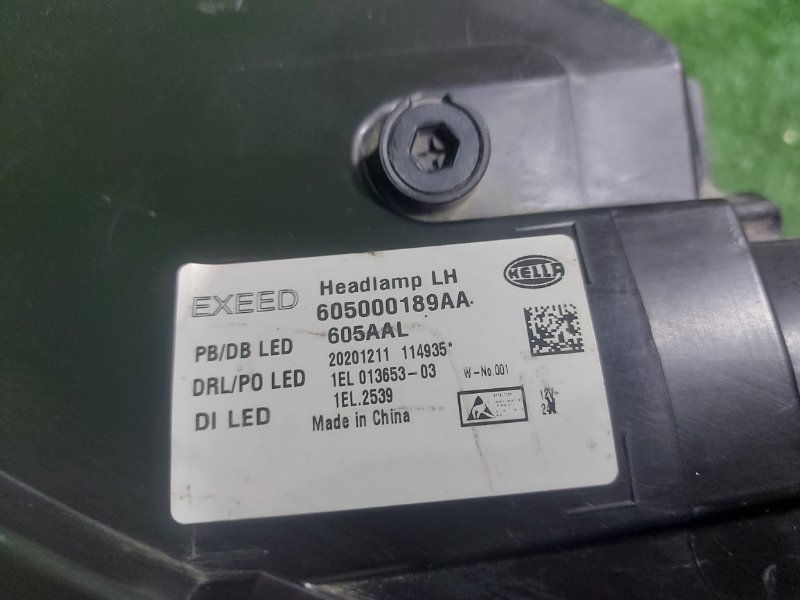 EXEED Headlamp LH HELLA
605000189AA
605AAL
PB/DB LED 20201211 114935*
DRL/PO LED 1EL 013653-03 W-No.001
DI LED 1EL.2539 12V
Made in China